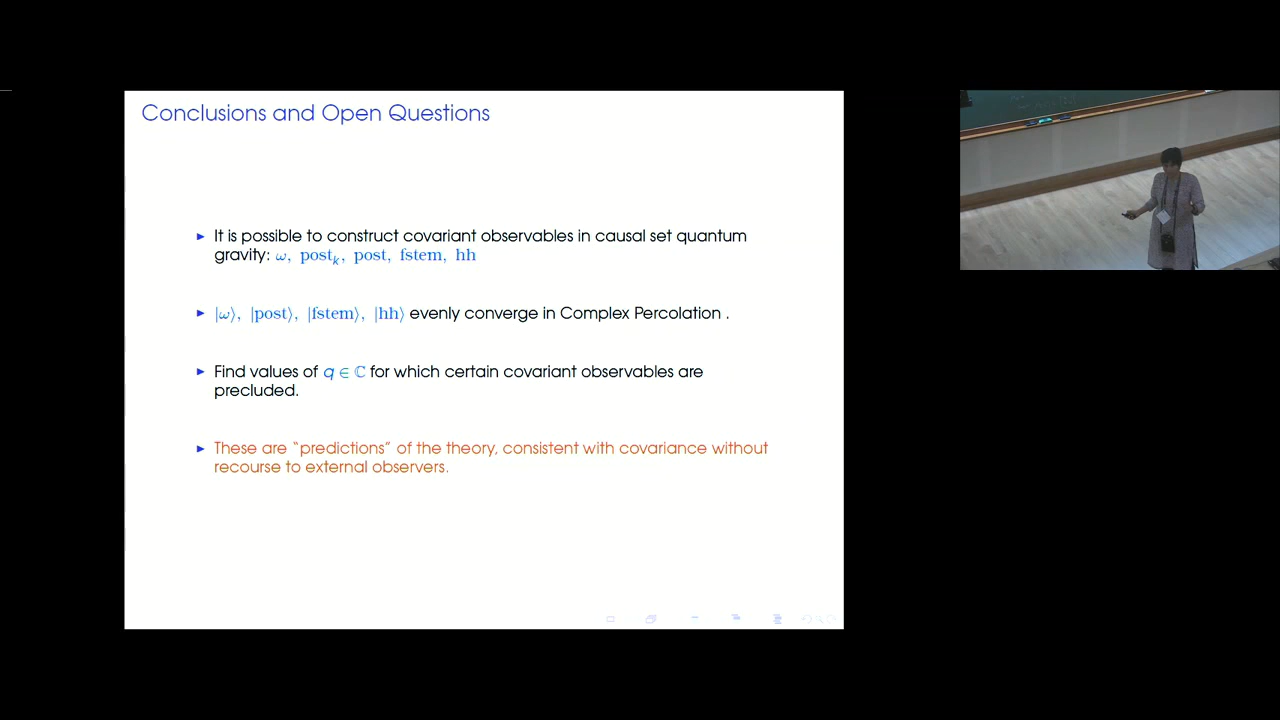 Conclusions and Open Questions
► It is possible to construct covariant observables in causal set quantum
gravity: ω, postₖ, post, fstem, hh
► |ω⟩, |post⟩, |fstem⟩, |hh⟩ evenly converge in Complex Percolation .
► Find values of q ∈ ℂ for which certain covariant observables are
precluded.
► These are “predictions” of the theory, consistent with covariance without
recourse to external observers.